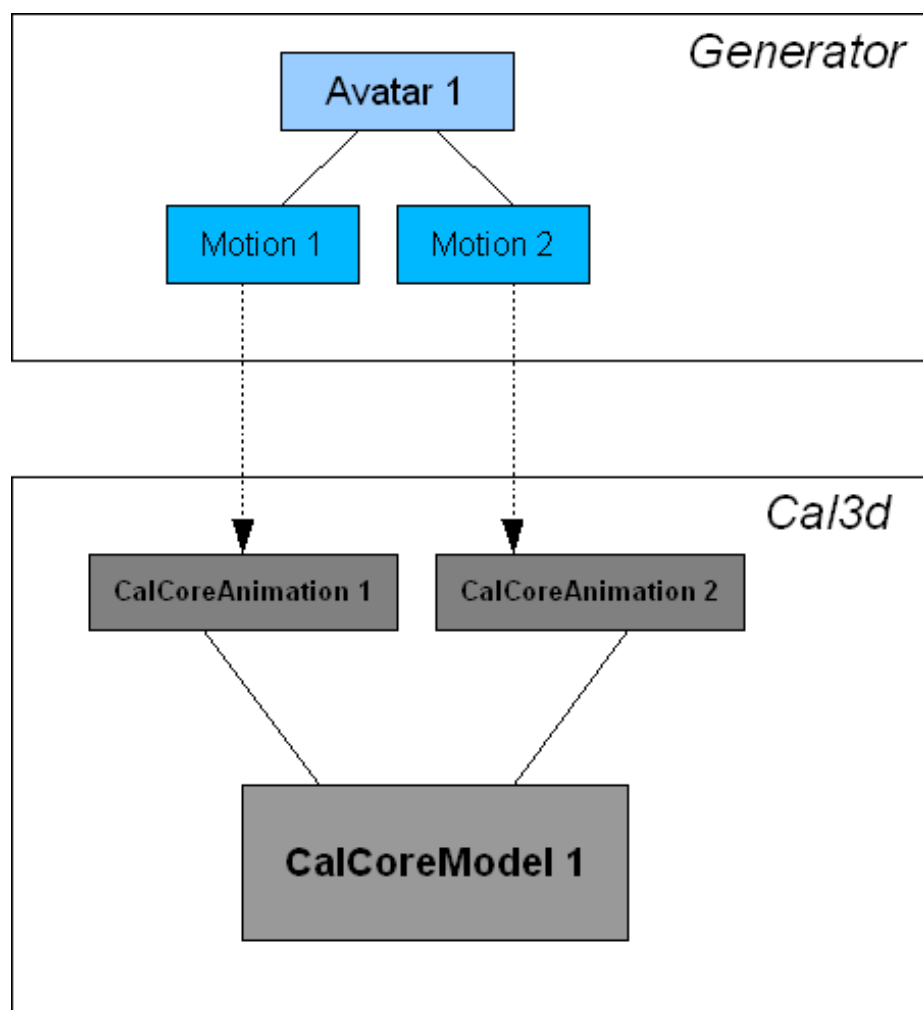 Generator
Avatar 1
Motion 1
Motion 2
Cal3d
CalCoreAnimation 1
CalCoreAnimation 2
CalCoreModel 1